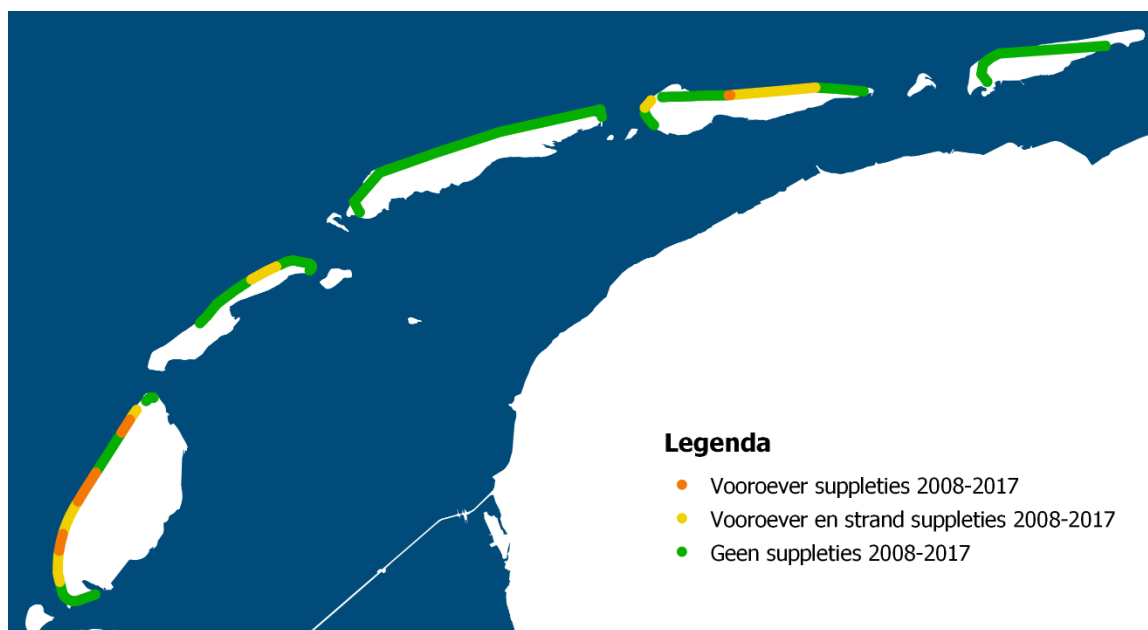 Legenda
Vooroever suppleties 2008-2017
Vooroever en strand suppleties 2008-2017
Geen suppleties 2008-2017